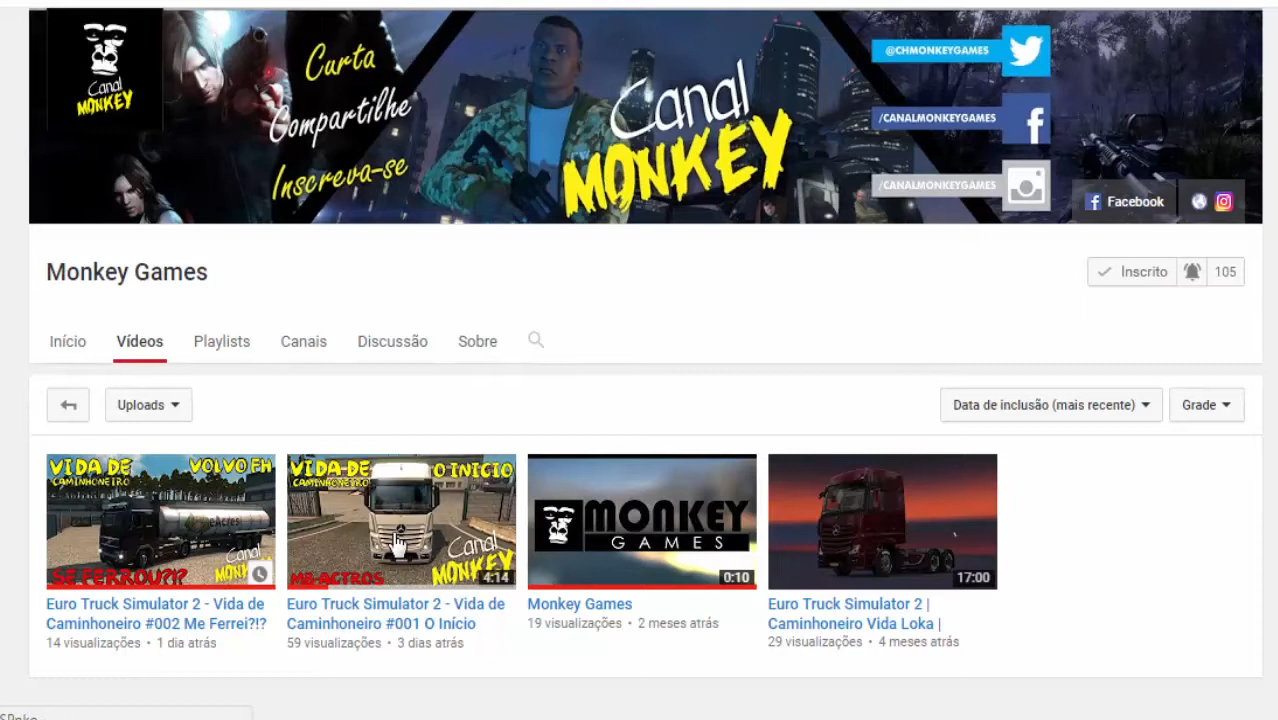 Canal
MONKEY
Curta
Compartilhe
Inscreva-se
Canal
MONKEY
@CHMONKEYGAMES
/CANALMONKEYGAMES
/CANALMONKEYGAMES
Facebook
Monkey Games
Inscrito
105
Início
Vídeos
Playlists
Canais
Discussão
Sobre
Uploads
Data de inclusão (mais recente)
Grade
VIDA DE
CAMINHONEIRO
VOLVO FH
eAcres
Canal
SE FERROU?!?
VIDA DE
CAMINHONEIRO
O INICIO
MB ACTROS
Canal
MONKEY
4:14
MONKEY
GAMES
0:10
17:00
Euro Truck Simulator 2 - Vida de
Caminhoneiro #002 Me Ferrei?!?
14 visualizações • 1 dia atrás
Euro Truck Simulator 2 - Vida de
Caminhoneiro #001 O Início
59 visualizações • 3 dias atrás
Monkey Games
19 visualizações • 2 meses atrás
Euro Truck Simulator 2 |
Caminhoneiro Vida Loka |
29 visualizações • 4 meses atrás